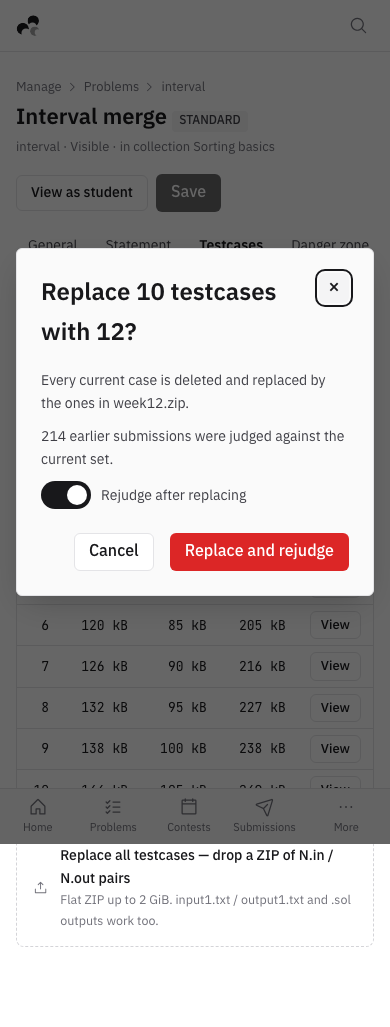 Manage > Problems > interval
Interval merge STANDARD
interval · Visible · in collection Sorting basics
View as student Save
General Statement Testcases Danger zone
Replace 10 testcases
with 12?
×
Every current case is deleted and replaced by
the ones in week12.zip.
214 earlier submissions were judged against the
current set.
Rejudge after replacing
Cancel Replace and rejudge
6 120 kB 85 kB 205 kB View
7 126 kB 90 kB 216 kB View
8 132 kB 95 kB 227 kB View
9 138 kB 100 kB 238 kB View
Home Problems Contests Submissions More
Replace all testcases — drop a ZIP of N.in /
N.out pairs
Flat ZIP up to 2 GiB. input1.txt / output1.txt and .sol
outputs work too.